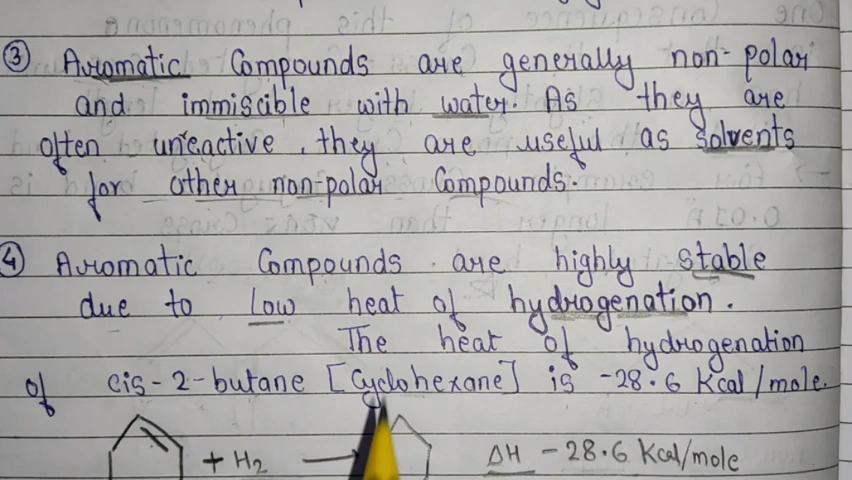 ③ Aromatic Compounds are generally non-polar
and immiscible with water. As they are
often unreactive, they are useful as solvents
for other non-polar Compounds.
④ Aromatic Compounds are highly stable
due to low heat of hydrogenation.
The heat of hydrogenation
of cis-2-butane [Cyclohexane] is -28.6 Kcal/mole.
+ H₂ → ΔH -28.6 Kcal/mole